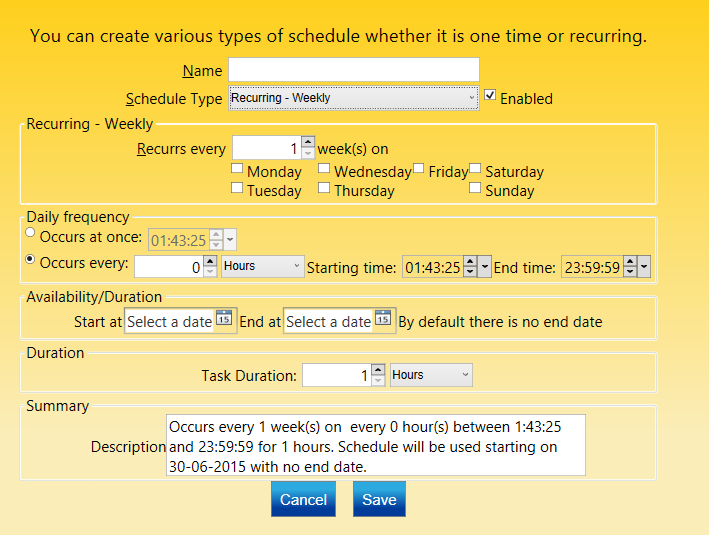 You can create various types of schedule whether it is one time or recurring.
Name
Schedule Type Recurring - Weekly Enabled
Recurring - Weekly
Recurrs every 1 week(s) on
Monday Wednesday Friday Saturday
Tuesday Thursday Sunday
Daily frequency
Occurs at once: 01:43:25
Occurs every: 0 Hours Starting time: 01:43:25 End time: 23:59:59
Availability/Duration
Start at Select a date 15 End at Select a date 15 By default there is no end date
Duration
Task Duration: 1 Hours
Summary
Description
Occurs every 1 week(s) on  every 0 hour(s) between 1:43:25
and 23:59:59 for 1 hours. Schedule will be used starting on
30-06-2015 with no end date.
Cancel Save